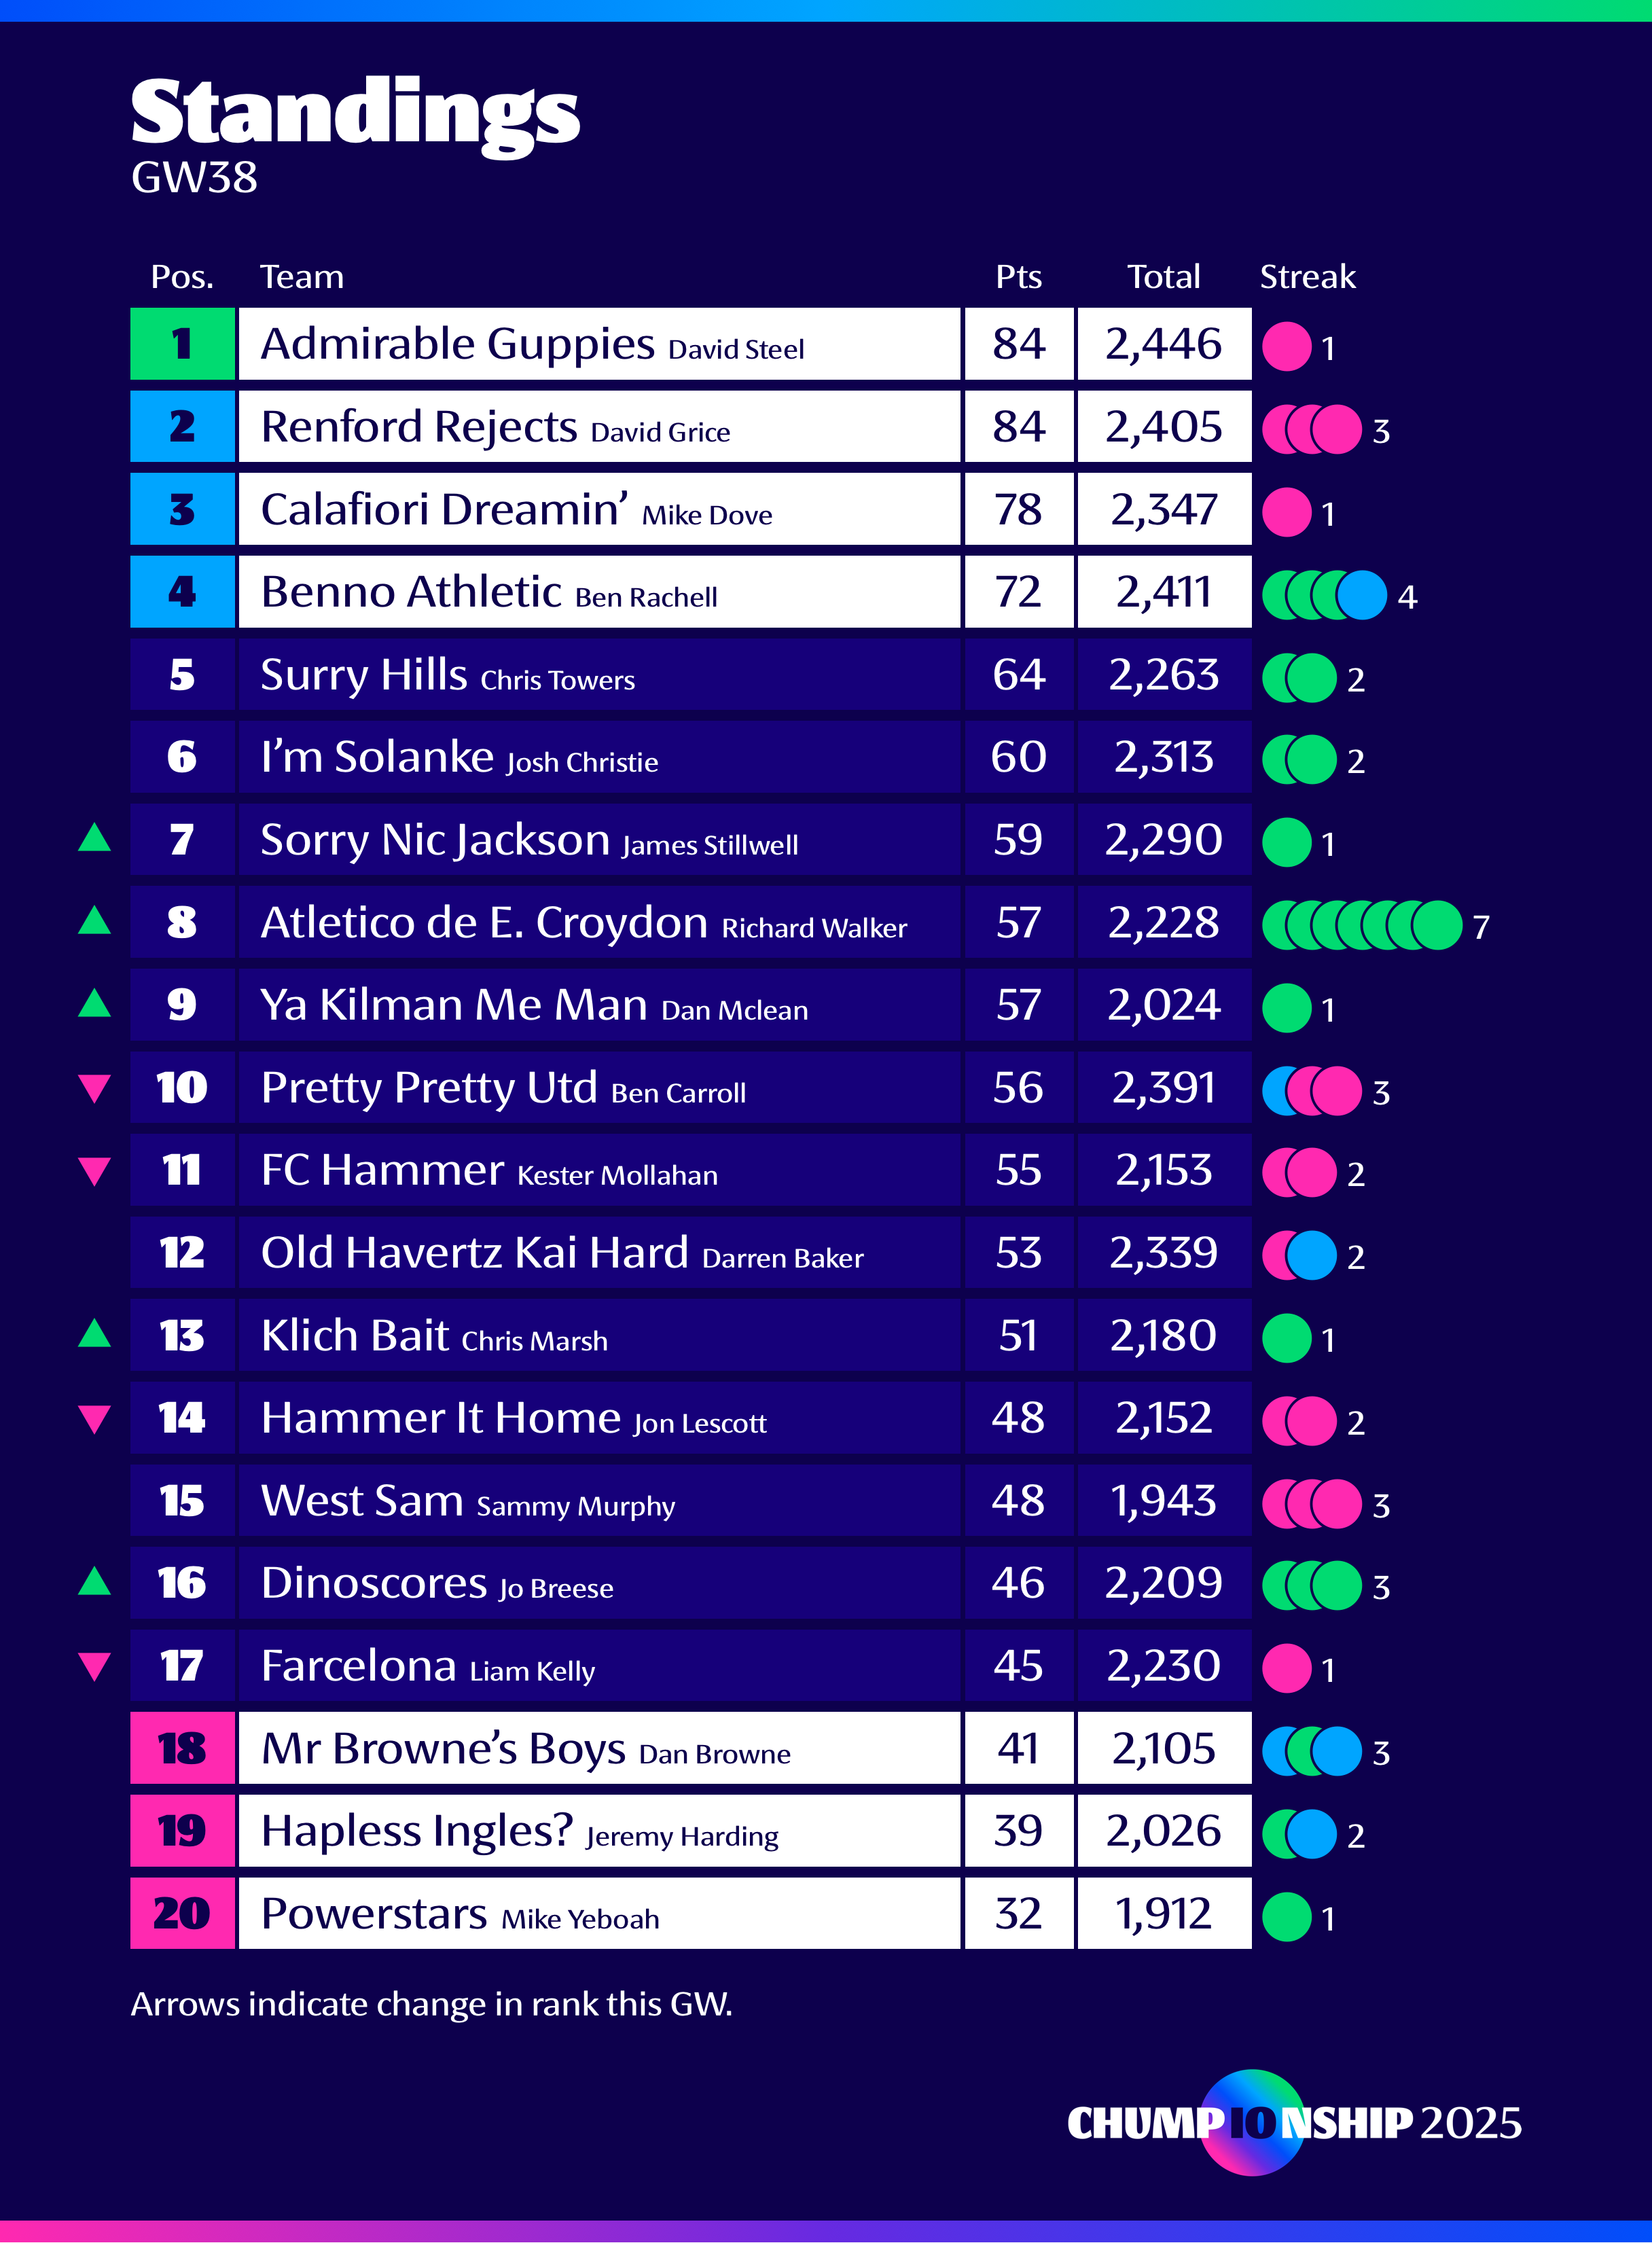 Standings
GW38
Pos. Team Pts Total Streak
1 Admirable Guppies David Steel 84 2,446 1
2 Renford Rejects David Grice 84 2,405 3
3 Calafiori Dreamin’ Mike Dove 78 2,347 1
4 Benno Athletic Ben Rachell 72 2,411 4
5 Surry Hills Chris Towers 64 2,263 2
6 I’m Solanke Josh Christie 60 2,313 2
7 Sorry Nic Jackson James Stillwell 59 2,290 1
8 Atletico de E. Croydon Richard Walker 57 2,228 7
9 Ya Kilman Me Man Dan Mclean 57 2,024 1
10 Pretty Pretty Utd Ben Carroll 56 2,391 3
11 FC Hammer Kester Mollahan 55 2,153 2
12 Old Havertz Kai Hard Darren Baker 53 2,339 2
13 Klich Bait Chris Marsh 51 2,180 1
14 Hammer It Home Jon Lescott 48 2,152 2
15 West Sam Sammy Murphy 48 1,943 3
16 Dinoscores Jo Breese 46 2,209 3
17 Farcelona Liam Kelly 45 2,230 1
18 Mr Browne’s Boys Dan Browne 41 2,105 3
19 Hapless Ingles? Jeremy Harding 39 2,026 2
20 Powerstars Mike Yeboah 32 1,912 1
Arrows indicate change in rank this GW.
CHUMPIONSHIP 2025